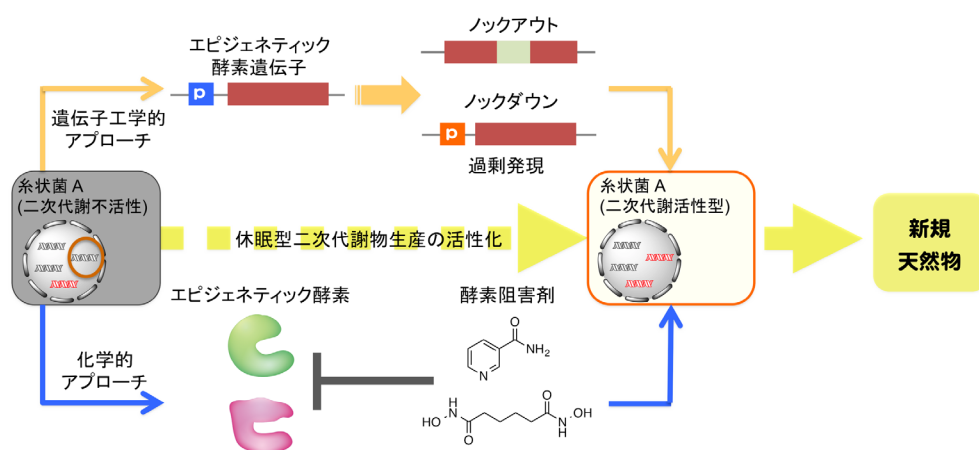 ノックアウト
エピジェネティック
酵素遺伝子
p
ノックダウン
p
過剰発現
遺伝子工学的
アプローチ
糸状菌 A
(二次代謝不活性)
休眠型二次代謝物生産の活性化
糸状菌 A
(二次代謝活性型)
新規
天然物
エピジェネティック酵素
酵素阻害剤
O
NH2
N
化学的
アプローチ
H
N
HO
O
O
N
H
OH